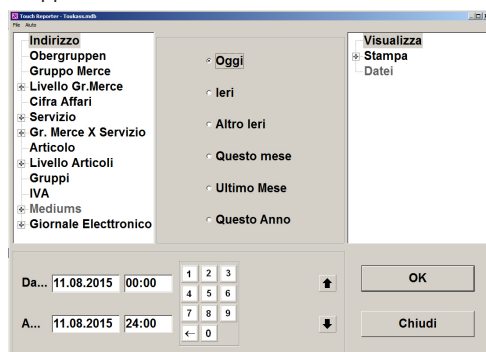 Touch Reporter - Toukass.mdb
File Aiuto
Indirizzo
Obergruppen
Gruppo Merce
Livello Gr.Merce
Cifra Affari
Servizio
Gr. Merce X Servizio
Articolo
Livello Articoli
Gruppi
IVA
Mediums
Giornale Electtronico
Oggi
Ieri
Altro Ieri
Questo mese
Ultimo Mese
Questo Anno
Visualizza
Stampa
Datei
Da... 11.08.2015 00:00
A... 11.08.2015 24:00
1 2 3
4 5 6
7 8 9
← 0
OK
Chiudi